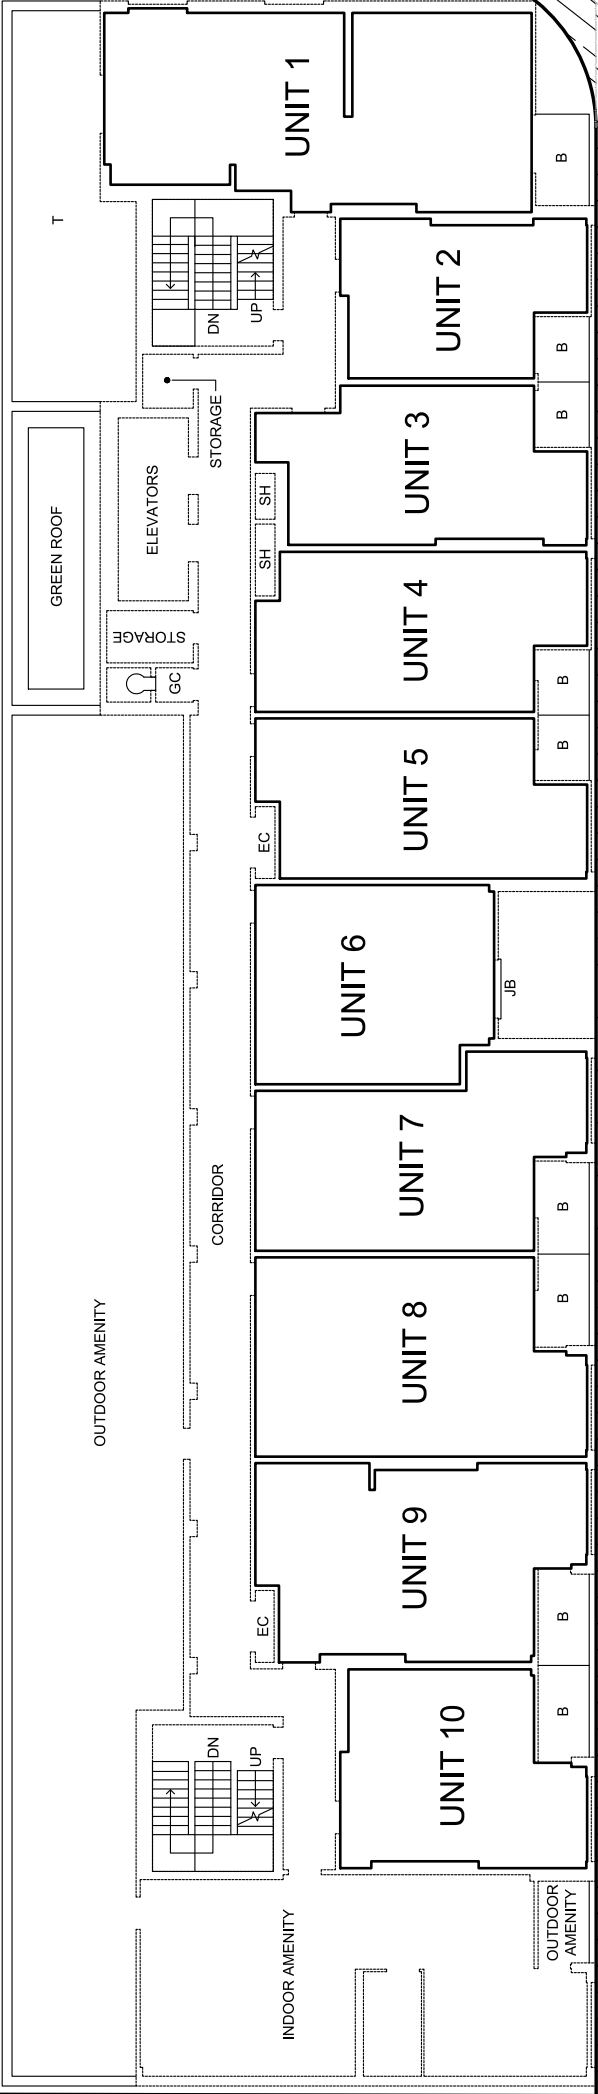 UNIT 1
B
T
DN
UP
UNIT 2
B
STORAGE
UNIT 3
B
ELEVATORS
SH
SH
GREEN ROOF
STORAGE
GC
UNIT 4
B
UNIT 5
B
EC
UNIT 6
JB
UNIT 7
B
CORRIDOR
OUTDOOR AMENITY
UNIT 8
B
UNIT 9
B
EC
UNIT 10
B
DN
UP
INDOOR AMENITY
OUTDOOR
AMENITY